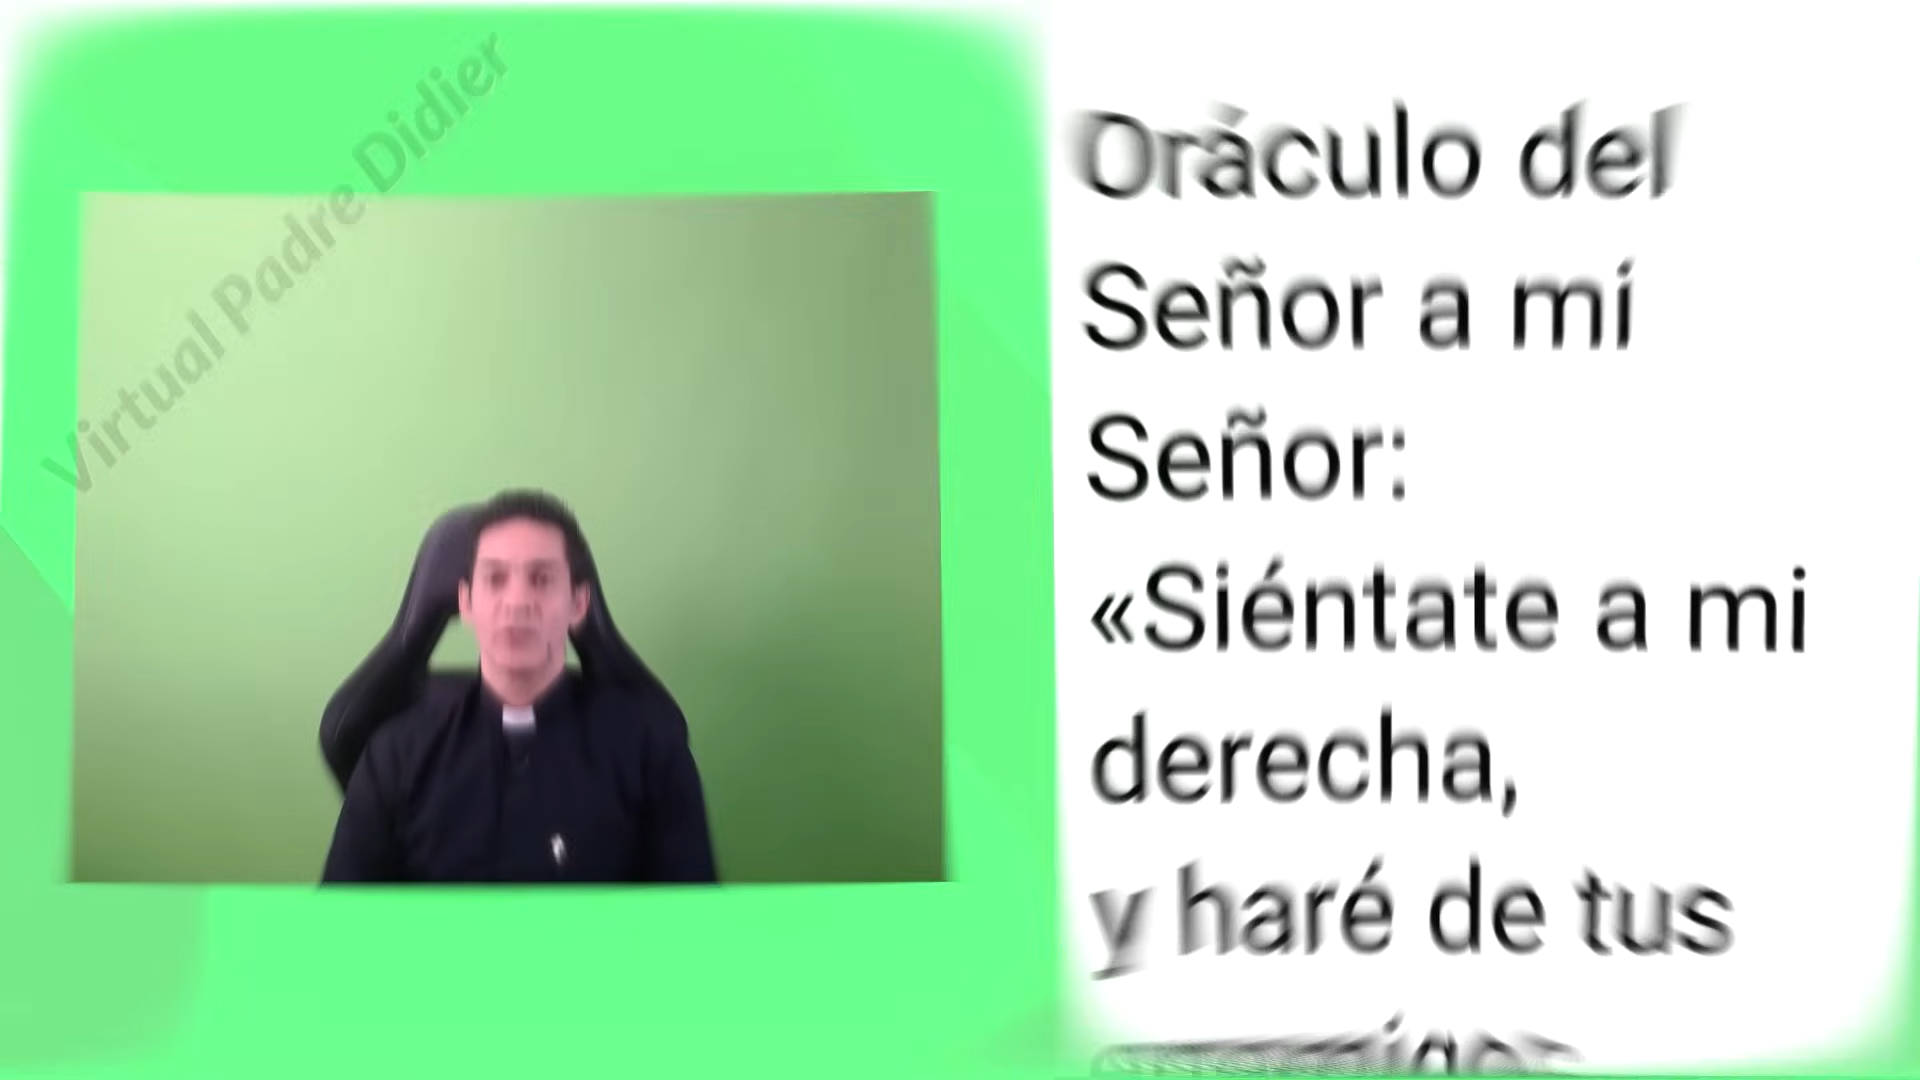 Virtual Padre Didier
Oráculo del
Señor a mi
Señor:
«Siéntate a mi
derecha,
y haré de tus